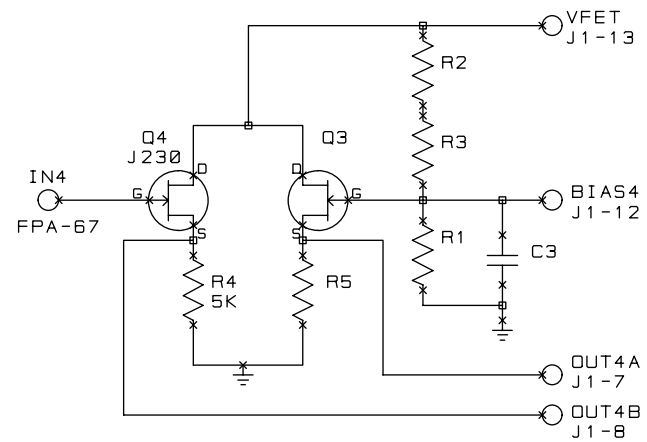 VFET
J1-13
R2
Q4
J230
Q3
R3
D
D
IN4
G
G
BIAS4
FPA-67
J1-12
S
S
R1
C3
R4
5K
R5
OUT4A
J1-7
OUT4B
J1-8